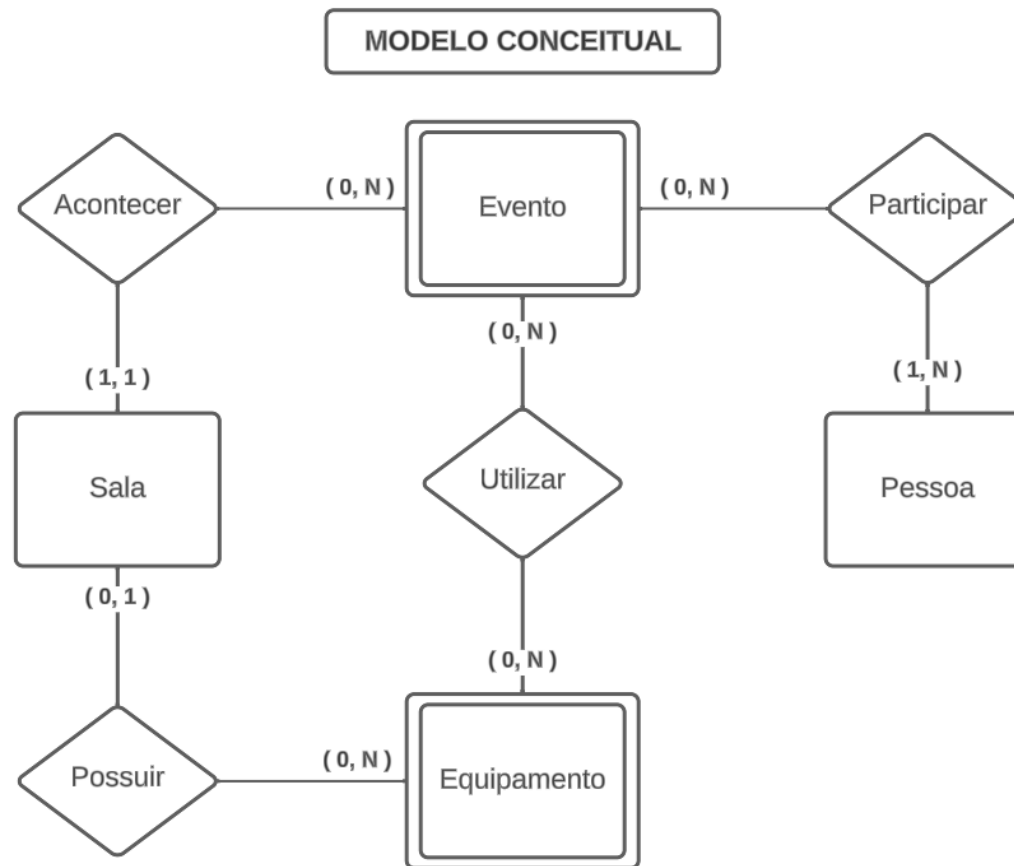 MODELO CONCEITUAL
Acontecer
( 0, N )
Evento
( 0, N )
Participar
( 0, N )
( 1, 1 )
( 1, N )
Sala
Utilizar
Pessoa
( 0, 1 )
( 0, N )
Possuir
( 0, N )
Equipamento